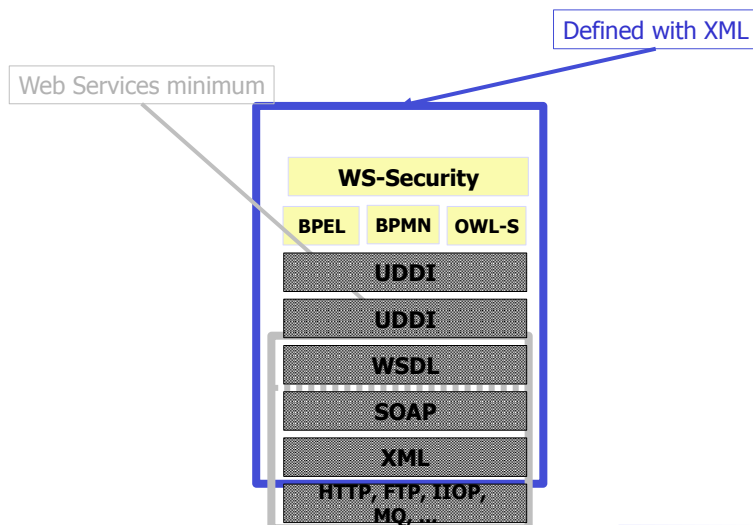 Defined with XML
Web Services minimum
WS-Security
BPEL BPMN OWL-S
UDDI
UDDI
WSDL
SOAP
XML
HTTP, FTP, IIOP,
MQ, ...